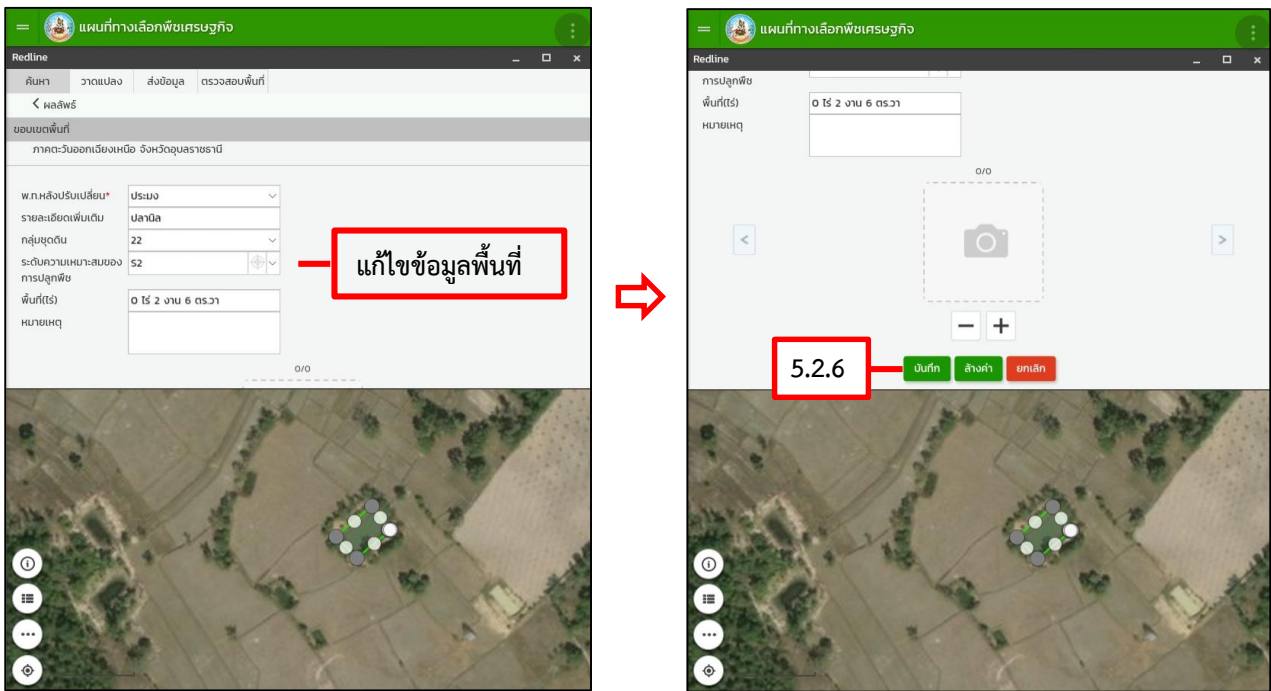 แผนที่ทางเลือกพืชเศรษฐกิจ
Redline
ค้นหา วาดแปลง ส่งข้อมูล ตรวจสอบพื้นที่
< ผลลัพธ์
ขอบเขตพื้นที่
ภาคตะวันออกเฉียงเหนือ จังหวัดอุบลราชธานี
พ.ท.หลังปรับเปลี่ยน* ประมง
รายละเอียดเพิ่มเติม ปลานิล
กลุ่มชุดดิน 22
ระดับความเหมาะสมของ S2
การปลูกพืช
พื้นที่(ไร่) 0 ไร่ 2 งาน 6 ตร.วา
หมายเหตุ
0/0
แก้ไขข้อมูลพื้นที่
แผนที่ทางเลือกพืชเศรษฐกิจ
Redline
การปลูกพืช
พื้นที่(ไร่) 0 ไร่ 2 งาน 6 ตร.วา
หมายเหตุ
0/0
< >
5.2.6
บันทึก ล้างค่า ยกเลิก